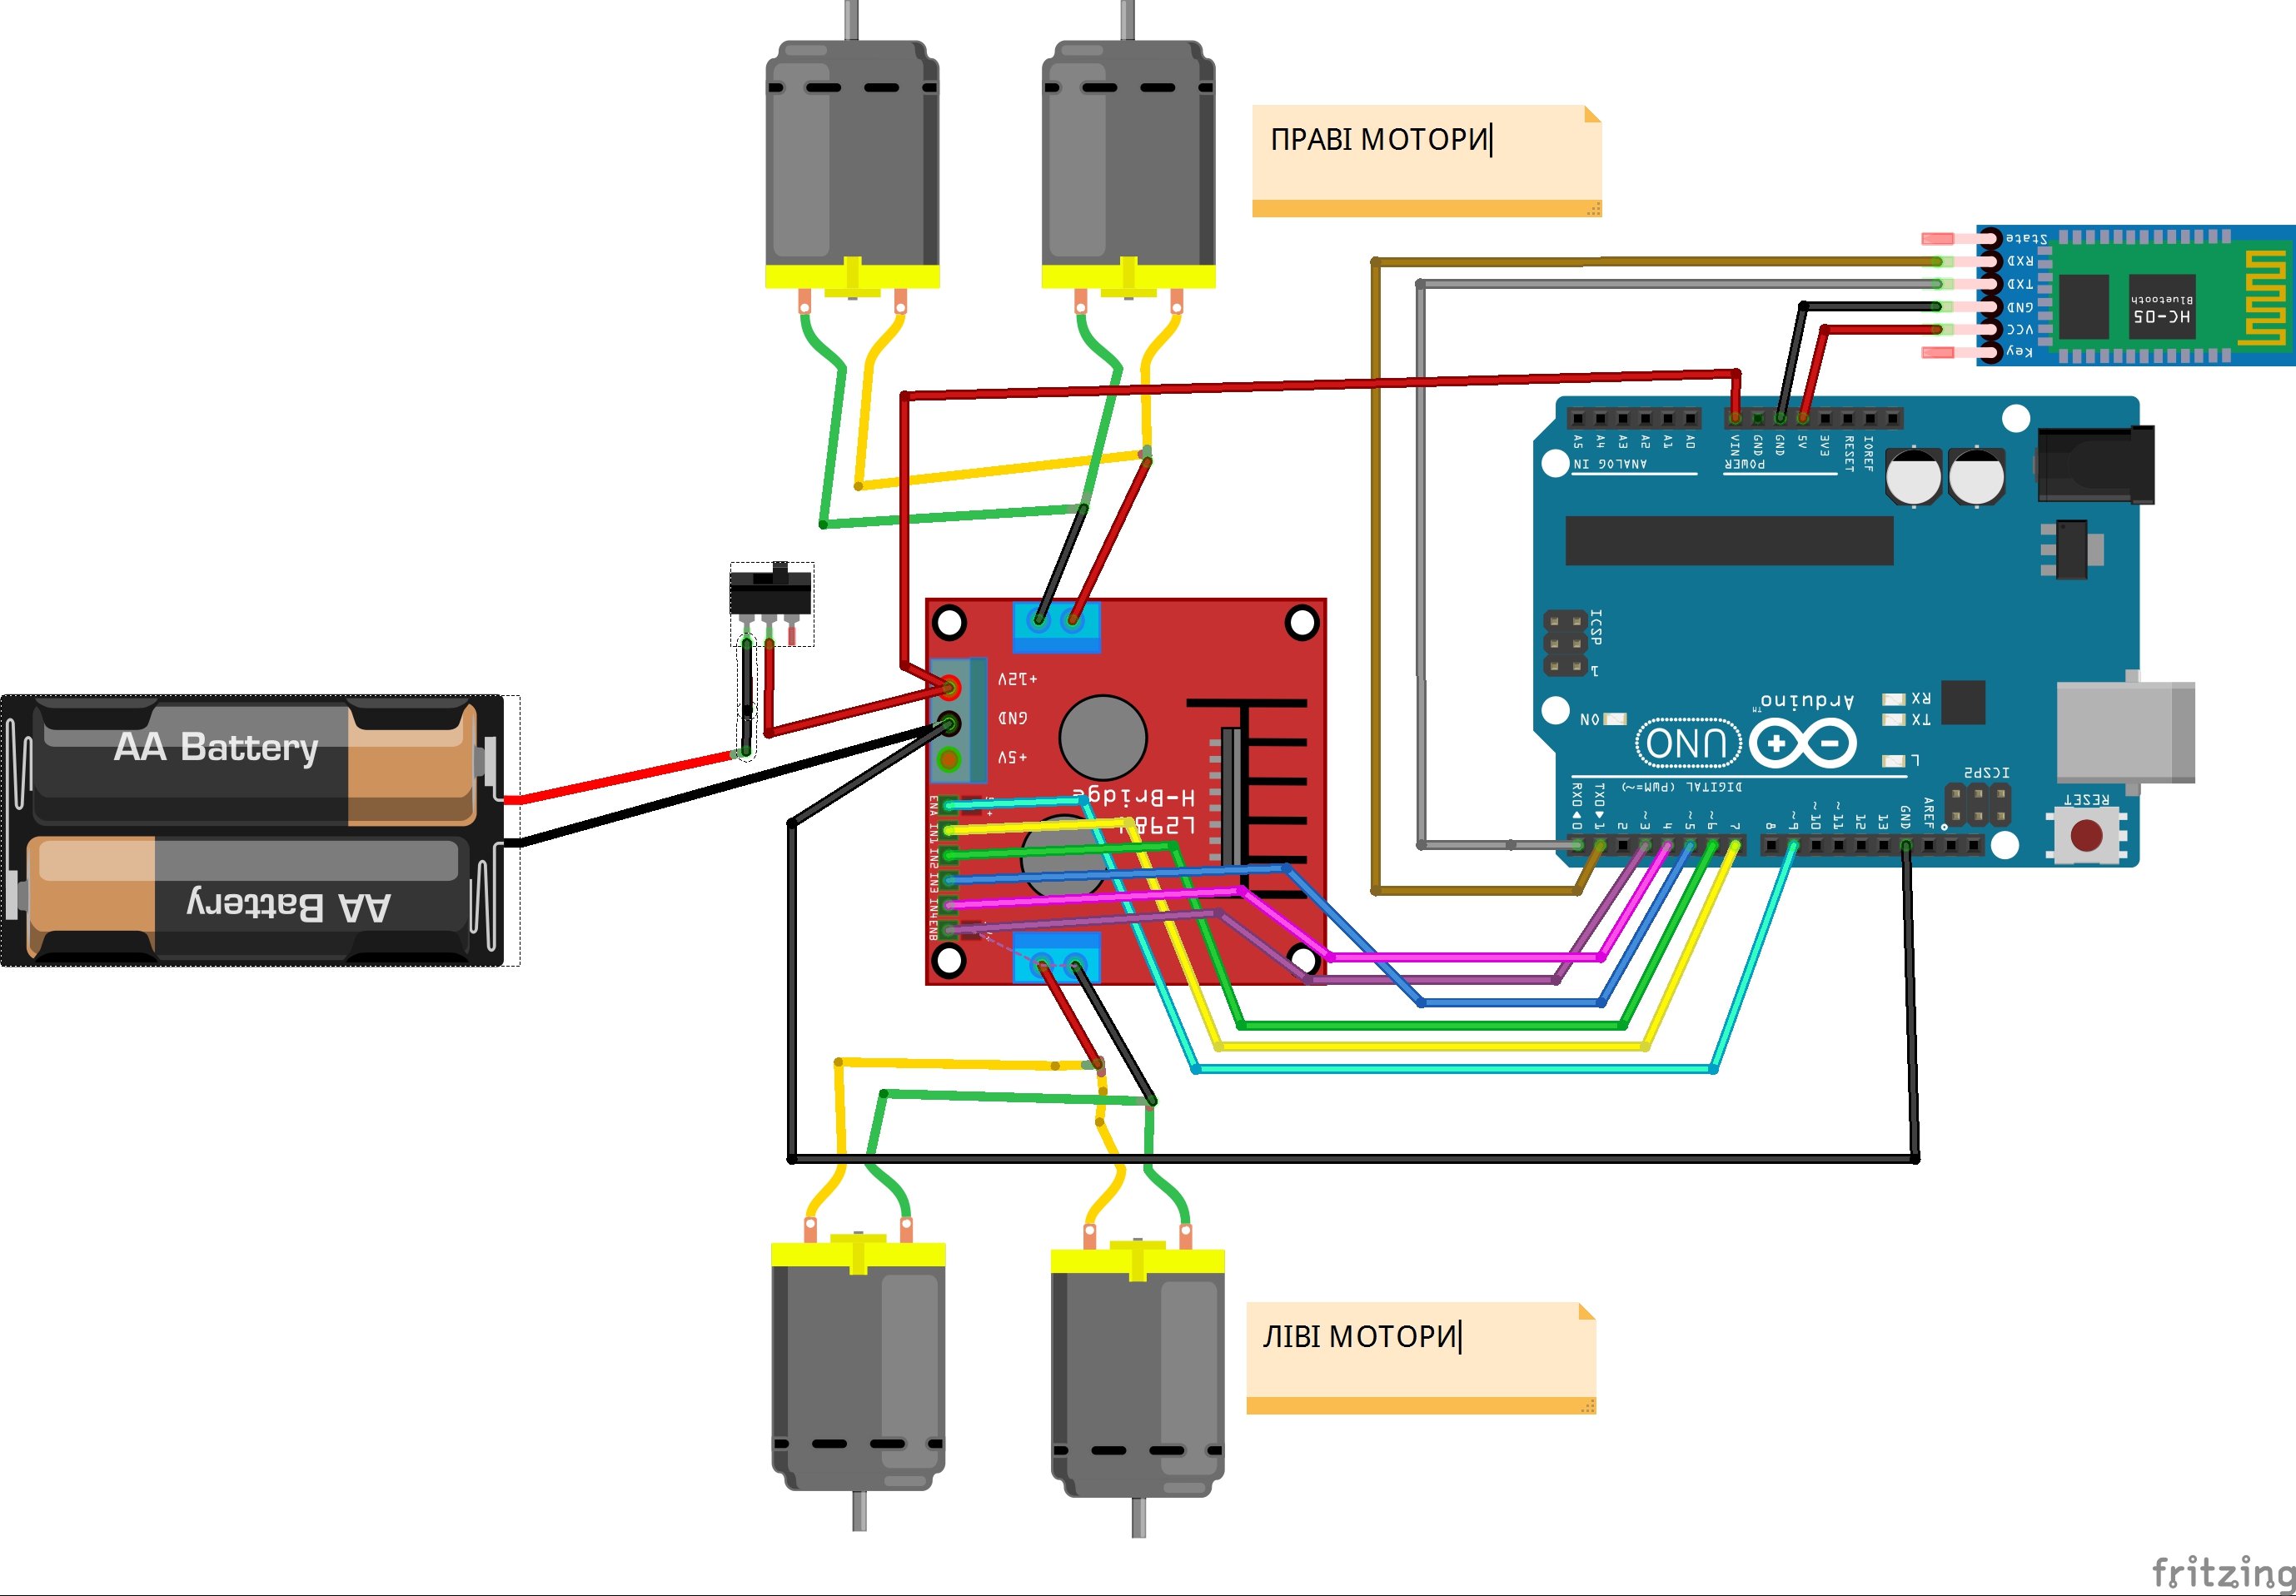 ПРАВІ МОТОРИ
State
RXD
TXD
GND
VCC
Key
HC-05
Bluetooth
A5
A4
A3
A2
A1
A0
VIN
GND
GND
5V
3V3
RESET
IOREF
ANALOG IN
POWER
ICSP
1
+12V
GND
+5V
ON
UNO
Arduino
TM
RX
TX
L
AA Battery
AA Battery
H-Bridge
L298N
ENA
IN1
IN2
IN3
IN4
ENB
DIGITAL (PWM=~)
ICSP2
RESET
RX0
TX0
0
1
2
~3
4
~5
~6
7
8
~9
~10
~11
12
13
GND
AREF
ЛІВІ МОТОРИ
fritzing